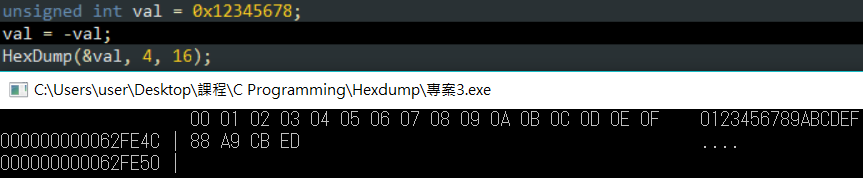 unsigned int val = 0x12345678;
val = -val;
HexDump(&val, 4, 16);
C:\Users\user\Desktop\課程\C Programming\Hexdump\專案3.exe
00 01 02 03 04 05 06 07 08 09 0A 0B 0C 0D 0E 0F 0123456789ABCDEF
000000000062FE4C | 88 A9 CB ED ....
000000000062FE50 |